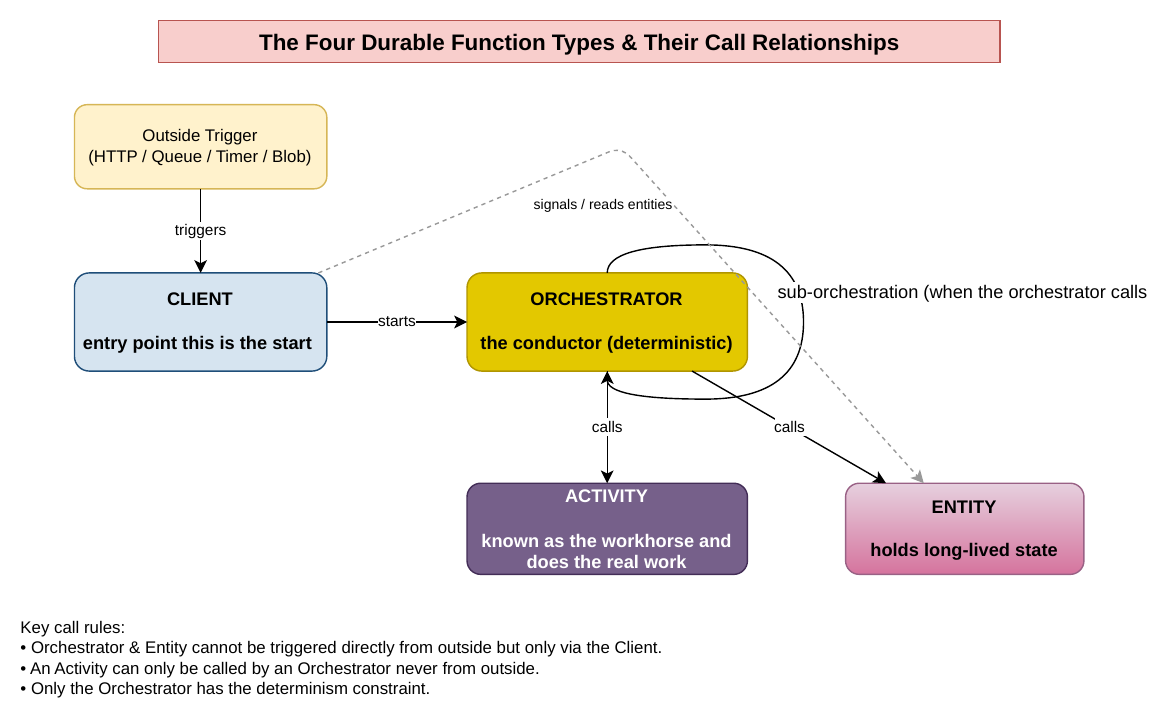 The Four Durable Function Types & Their Call Relationships
Outside Trigger
(HTTP / Queue / Timer / Blob)
triggers
signals / reads entities
CLIENT
entry point this is the start
starts
ORCHESTRATOR
the conductor (deterministic)
sub-orchestration (when the orchestrator calls
calls
calls
ACTIVITY
known as the workhorse and
does the real work
ENTITY
holds long-lived state
Key call rules:
• Orchestrator & Entity cannot be triggered directly from outside but only via the Client.
• An Activity can only be called by an Orchestrator never from outside.
• Only the Orchestrator has the determinism constraint.